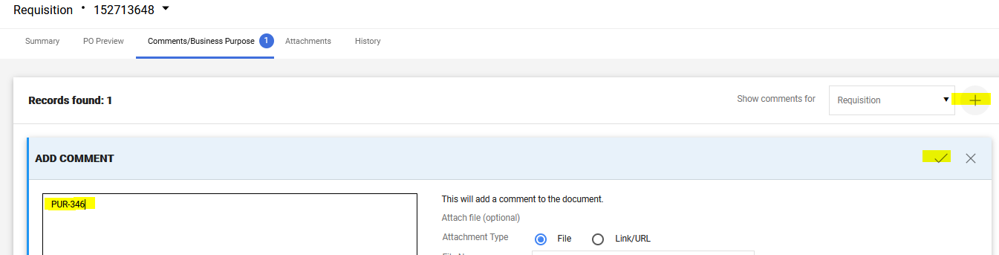 Requisition • 152713648
Summary PO Preview Comments/Business Purpose 1 Attachments History
Records found: 1 Show comments for Requisition
ADD COMMENT
PUR-346
This will add a comment to the document.
Attach file (optional)
Attachment Type File Link/URL